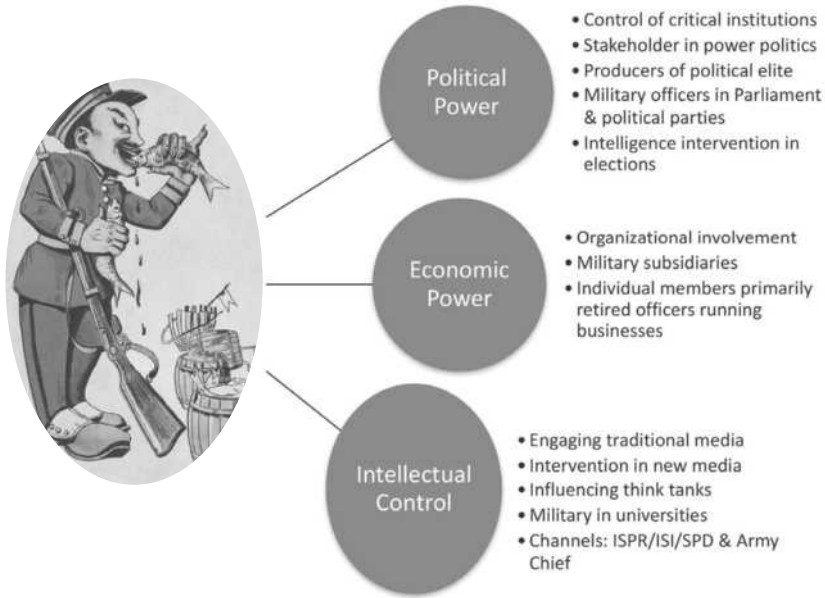 Political
Power
• Control of critical institutions
• Stakeholder in power politics
• Producers of political elite
• Military officers in Parliament
& political parties
• Intelligence intervention in
elections
Economic
Power
• Organizational involvement
• Military subsidiaries
• Individual members primarily
retired officers running
businesses
Intellectual
Control
• Engaging traditional media
• Intervention in new media
• Influencing think tanks
• Military in universities
• Channels: ISPR/ISI/SPD & Army
Chief